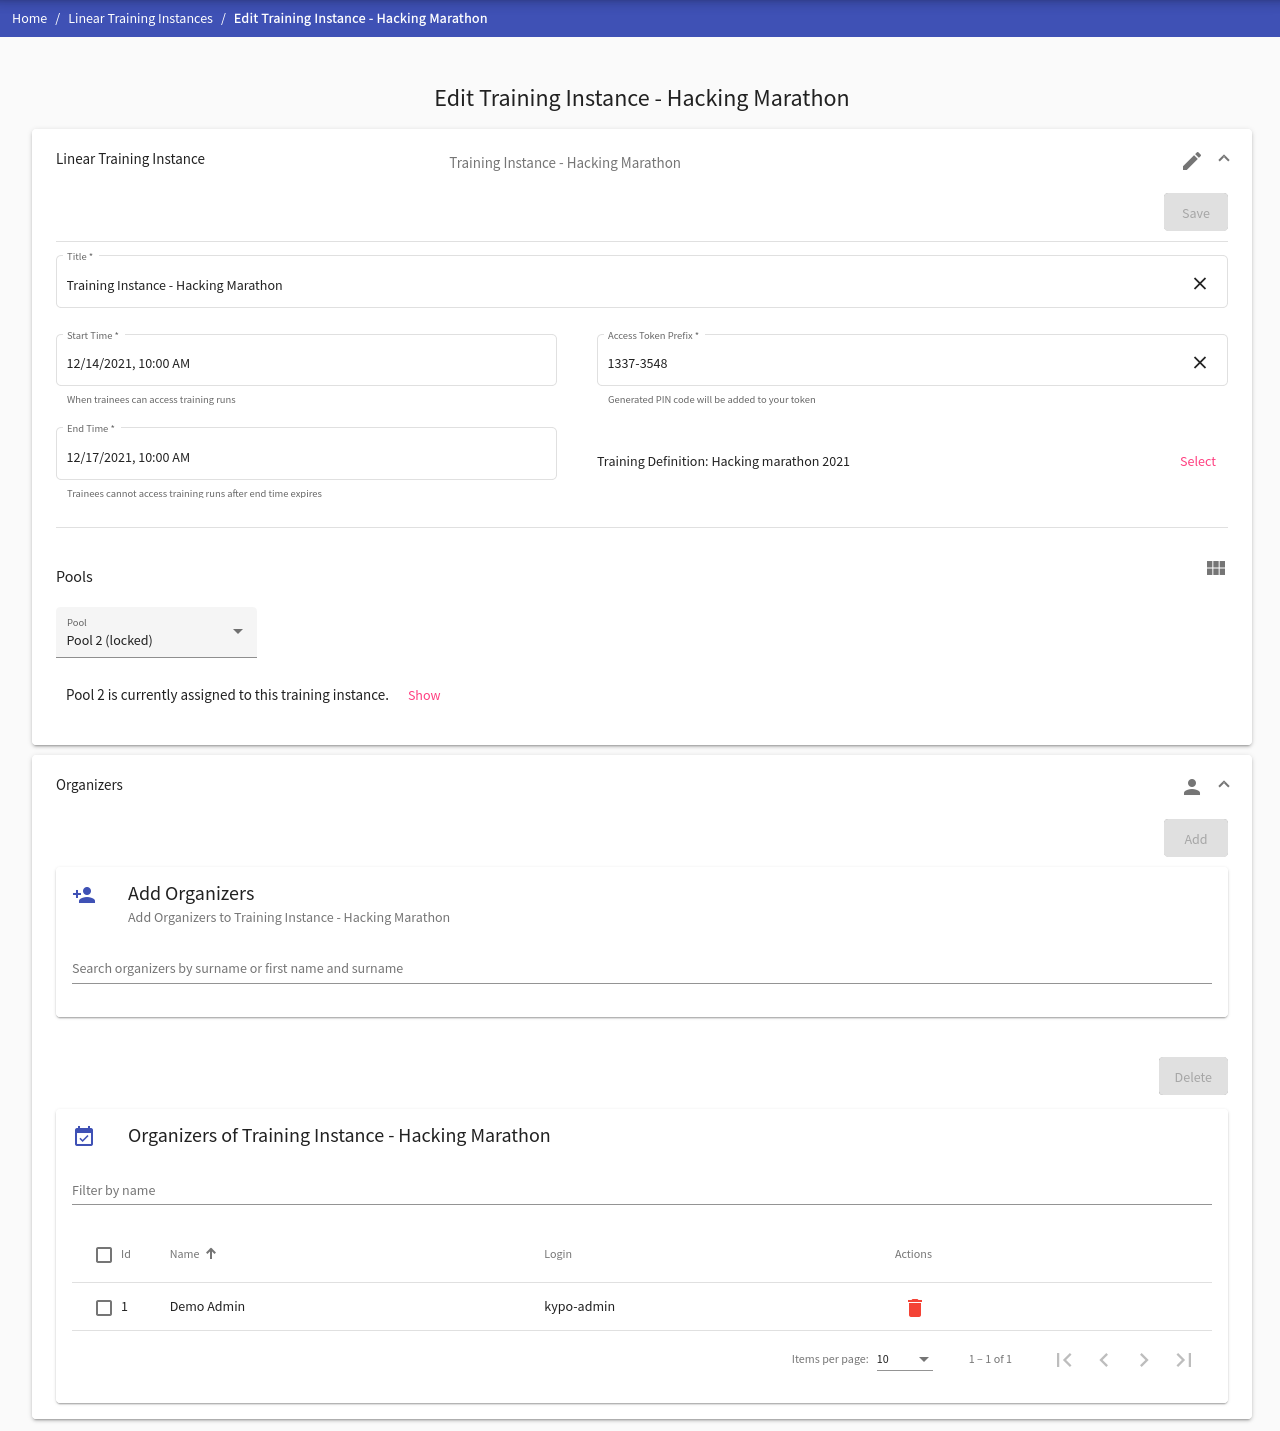 Home / Linear Training Instances / Edit Training Instance - Hacking Marathon
Edit Training Instance - Hacking Marathon
Linear Training Instance
Training Instance - Hacking Marathon
Save
Title *
Training Instance - Hacking Marathon
Start Time *
12/14/2021, 10:00 AM
When trainees can access training runs
Access Token Prefix *
1337-3548
Generated PIN code will be added to your token
End Time *
12/17/2021, 10:00 AM
Trainees cannot access training runs after end time expires
Training Definition: Hacking marathon 2021
Select
Pools
Pool
Pool 2 (locked)
Pool 2 is currently assigned to this training instance.
Show
Organizers
Add
Add Organizers
Add Organizers to Training Instance - Hacking Marathon
Search organizers by surname or first name and surname
Delete
Organizers of Training Instance - Hacking Marathon
Filter by name
Id Name Login Actions
1 Demo Admin kypo-admin
Items per page: 10 1 – 1 of 1